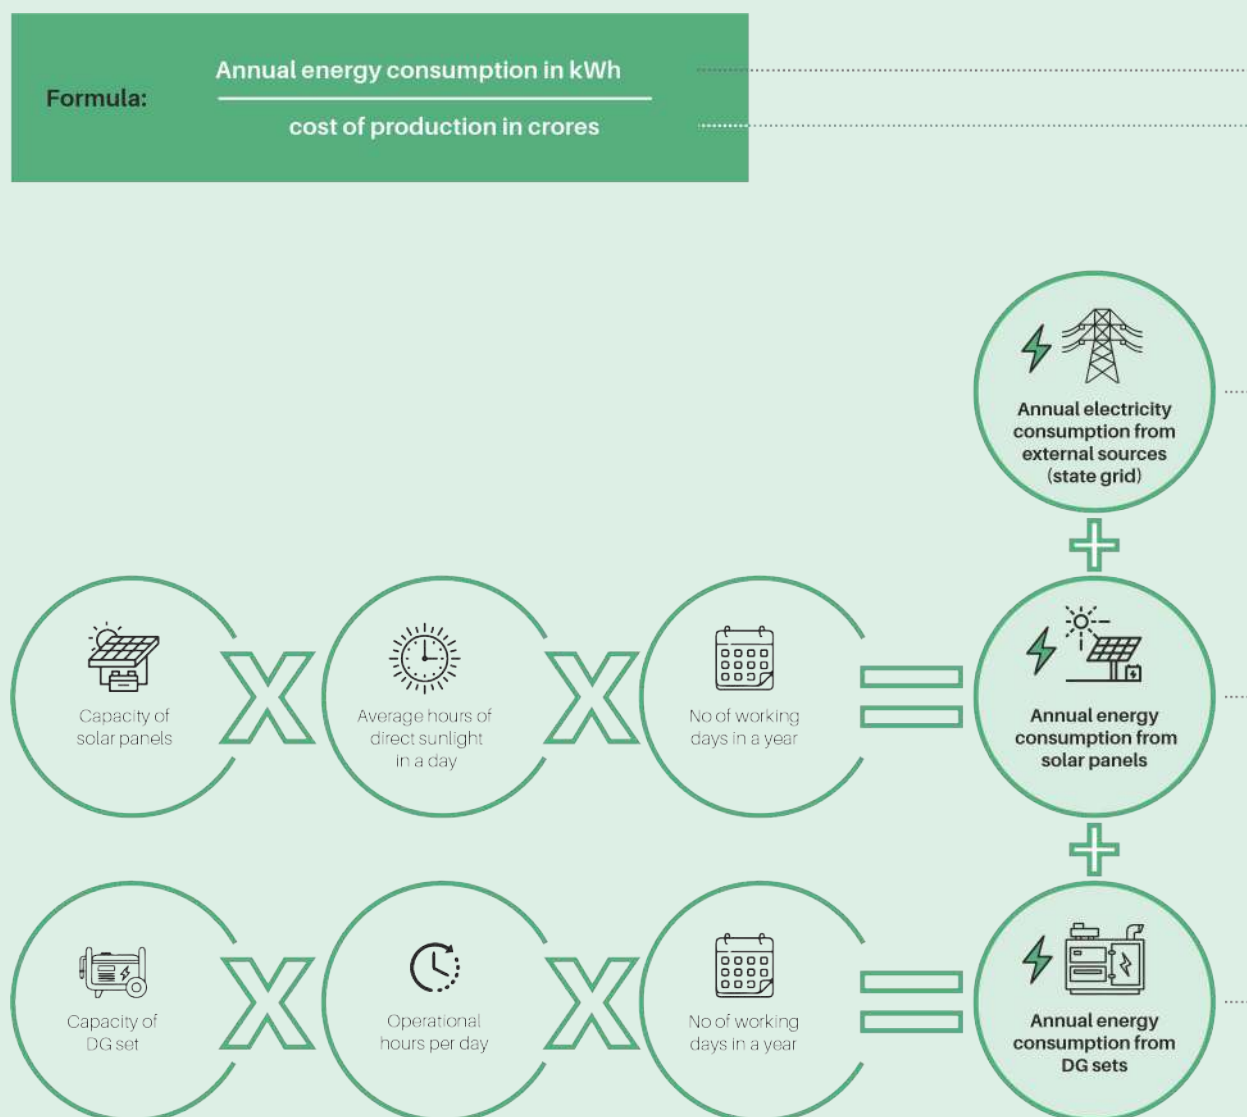 Formula:
Annual energy consumption in kWh
cost of production in crores
Annual electricity
consumption from
external sources
(state grid)
+
Capacity of
solar panels
X
Average hours of
direct sunlight
in a day
X
No of working
days in a year
=
Annual energy
consumption from
solar panels
+
Capacity of
DG set
X
Operational
hours per day
X
No of working
days in a year
=
Annual energy
consumption from
DG sets